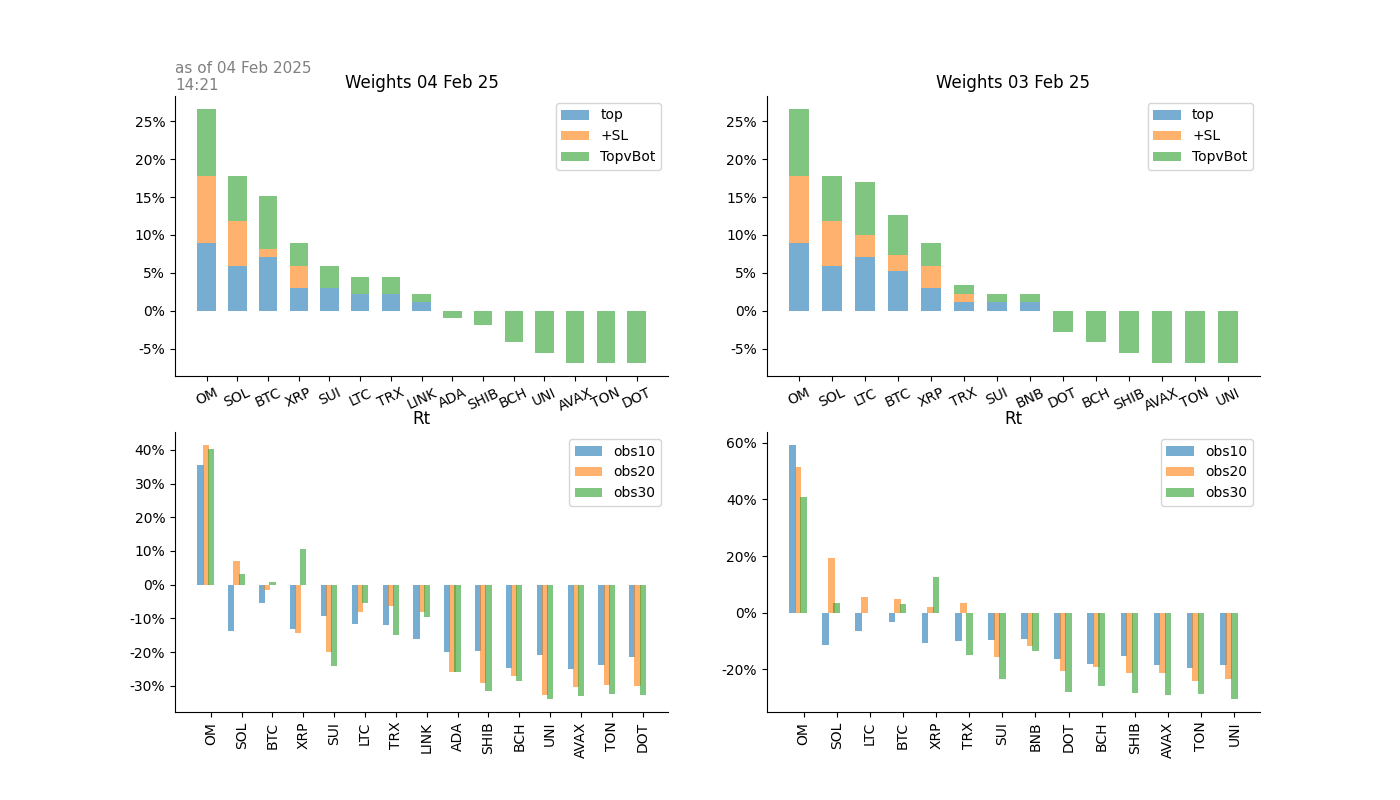 as of 04 Feb 2025
14:21
Weights 04 Feb 25
25%
20%
15%
10%
5%
0%
-5%
top
+SL
TopvBot
OM SOL BTC XRP SUI LTC TRX LINK ADA SHIB BCH UNI AVAX TON DOT
Weights 03 Feb 25
25%
20%
15%
10%
5%
0%
-5%
top
+SL
TopvBot
OM SOL LTC BTC XRP TRX SUI BNB DOT BCH SHIB AVAX TON UNI
Rt
40%
30%
20%
10%
0%
-10%
-20%
-30%
obs10
obs20
obs30
OM SOL BTC XRP SUI LTC TRX LINK ADA SHIB BCH UNI AVAX TON DOT
Rt
60%
40%
20%
0%
-20%
obs10
obs20
obs30
OM SOL LTC BTC XRP TRX SUI BNB DOT BCH SHIB AVAX TON UNI